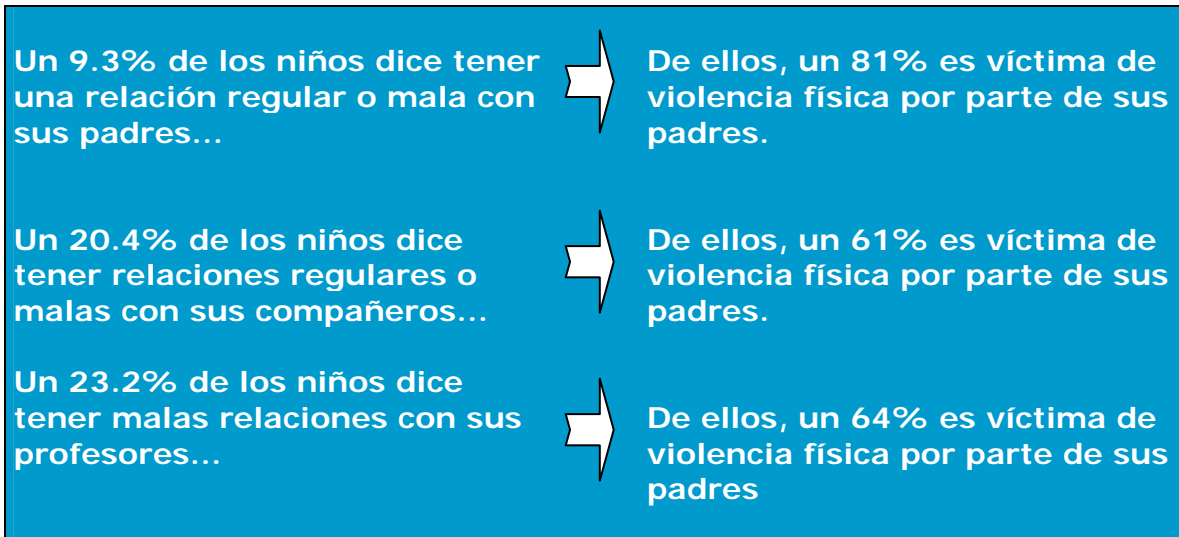 Un 9.3% de los niños dice tener
una relación regular o mala con
sus padres...
De ellos, un 81% es víctima de
violencia física por parte de sus
padres.
Un 20.4% de los niños dice
tener relaciones regulares o
malas con sus compañeros...
De ellos, un 61% es víctima de
violencia física por parte de sus
padres.
Un 23.2% de los niños dice
tener malas relaciones con sus
profesores...
De ellos, un 64% es víctima de
violencia física por parte de sus
padres